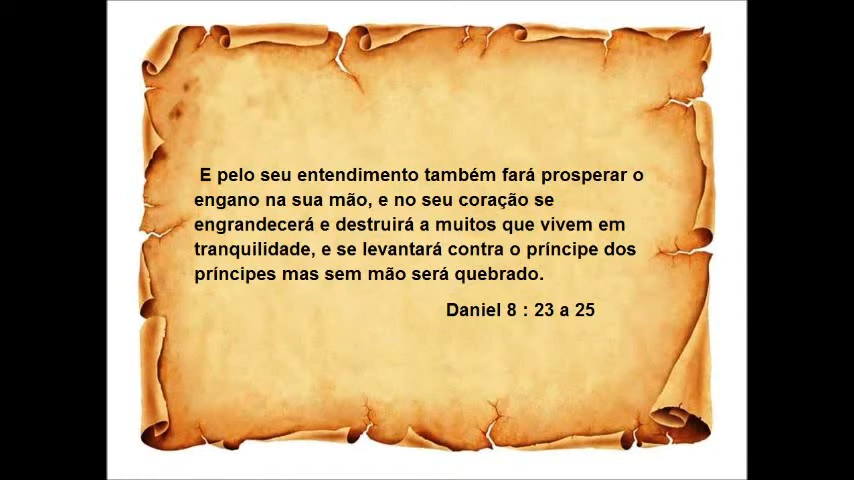 E pelo seu entendimento também fará prosperar o
engano na sua mão, e no seu coração se
engrandecerá e destruirá a muitos que vivem em
tranquilidade, e se levantará contra o príncipe dos
príncipes mas sem mão será quebrado.
Daniel 8 : 23 a 25